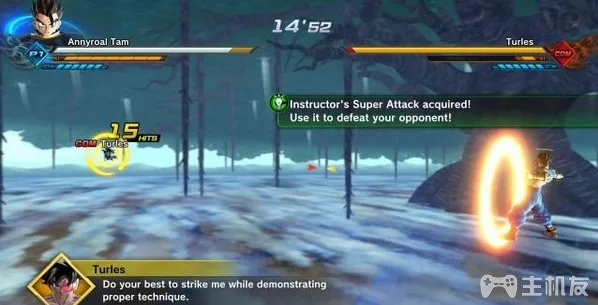 14'52
Annyroal Tam
Turles
P1
COM
Instructor's Super Attack acquired!
Use it to defeat your opponent!
15 HITS
COM Turles
Turles
Do your best to strike me while demonstrating
proper technique.
主机友